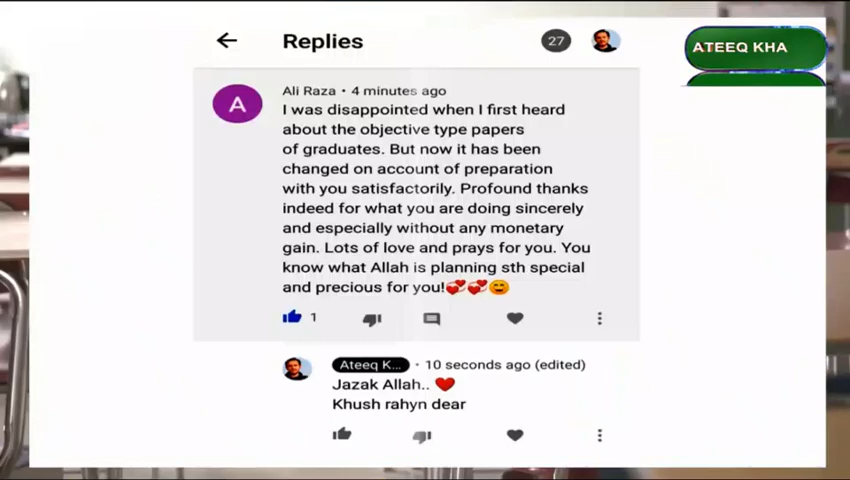 Replies
27
ATEEQ KHA
A
Ali Raza • 4 minutes ago
I was disappointed when I first heard
about the objective type papers
of graduates. But now it has been
changed on account of preparation
with you satisfactorily. Profound thanks
indeed for what you are doing sincerely
and especially without any monetary
gain. Lots of love and prays for you. You
know what Allah is planning sth special
and precious for you!💞💞😊
1
Ateeq K... • 10 seconds ago (edited)
Jazak Allah.. ❤️
Khush rahyn dear